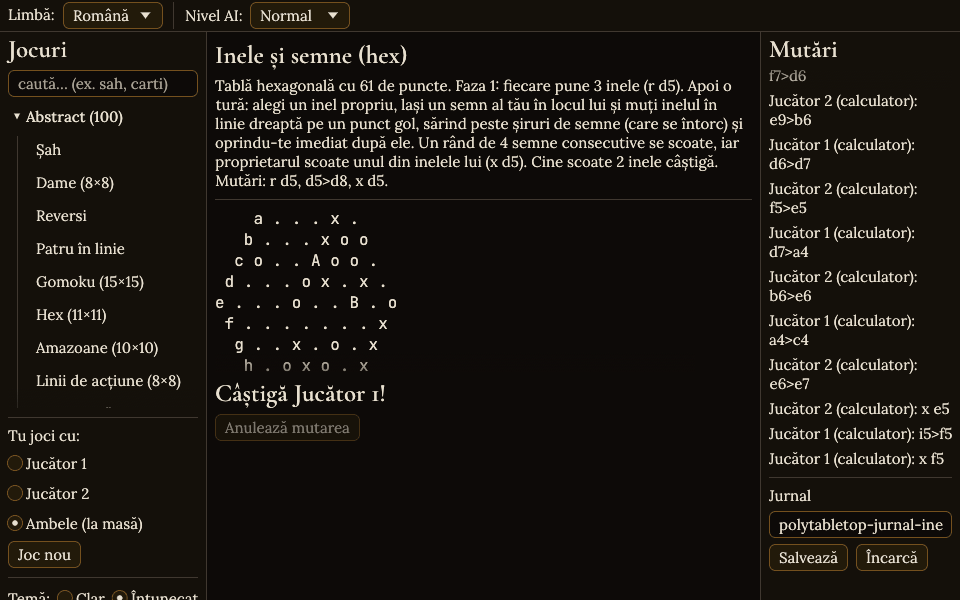 Limbă: Română ▼ Nivel AI: Normal ▼
Jocuri
caută... (ex. sah, carti)
▾ Abstract (100)
Șah
Dame (8×8)
Reversi
Patru în linie
Gomoku (15×15)
Hex (11×11)
Amazoane (10×10)
Linii de acțiune (8×8)
Tu joci cu:
Jucător 1
Jucător 2
Ambele (la masă)
Joc nou
Temă: Clar Întunecat
Inele și semne (hex)
Tablă hexagonală cu 61 de puncte. Faza 1: fiecare pune 3 inele (r d5). Apoi o
tură: alegi un inel propriu, lași un semn al tău în locul lui și muți inelul în
linie dreaptă pe un punct gol, sărind peste șiruri de semne (care se întorc) și
oprindu-te imediat după ele. Un rând de 4 semne consecutive se scoate, iar
proprietarul scoate unul din inelele lui (x d5). Cine scoate 2 inele câștigă.
Mutări: r d5, d5>d8, x d5.
a . . . x .
b . . . x o o
c o . . A o o .
d . . . o x . x .
e . . . o . . B . o
f . . . . . . . x
g . . x . o . x
h . o x o . x
Câștigă Jucător 1!
Anulează mutarea
Mutări
f7>d6
Jucător 2 (calculator):
e9>b6
Jucător 1 (calculator):
d6>d7
Jucător 2 (calculator):
f5>e5
Jucător 1 (calculator):
d7>a4
Jucător 2 (calculator):
b6>e6
Jucător 1 (calculator):
a4>c4
Jucător 2 (calculator):
e6>e7
Jucător 2 (calculator): x e5
Jucător 1 (calculator): i5>f5
Jucător 1 (calculator): x f5
Jurnal
polytabletop-jurnal-ine
Salvează Încarcă